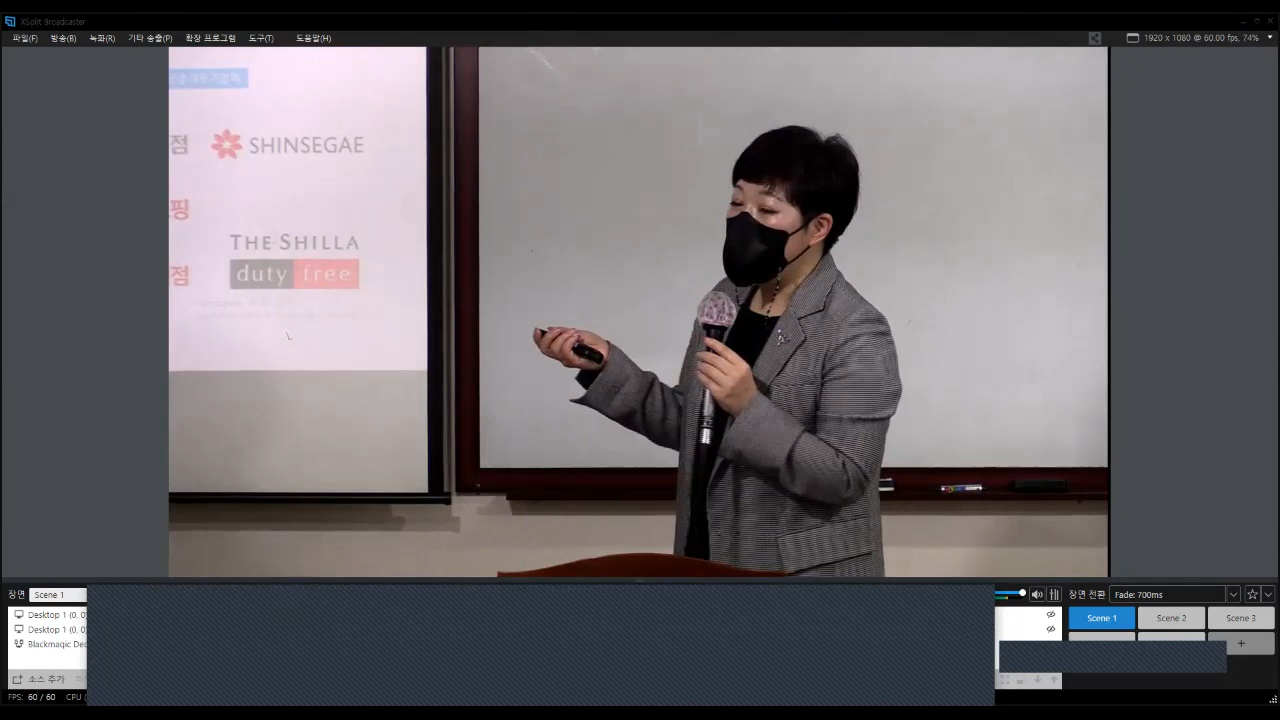 XSplit Broadcaster
파일(F) 방송(B) 녹화(R) 기타 송출(P) 확장 프로그램 도구(T) 도움말(H)
1920 x 1080 @ 60.00 fps, 74%
점 SHINSEGAE
핑
THE SHILLA
점 duty free
장면 Scene 1
장면 전환 Fade: 700ms
Desktop 1 (0, 0)
Desktop 1 (0, 0)
Blackmagic De
Scene 1 Scene 2 Scene 3
+
소스 추가
FPS: 60 / 60 CPU